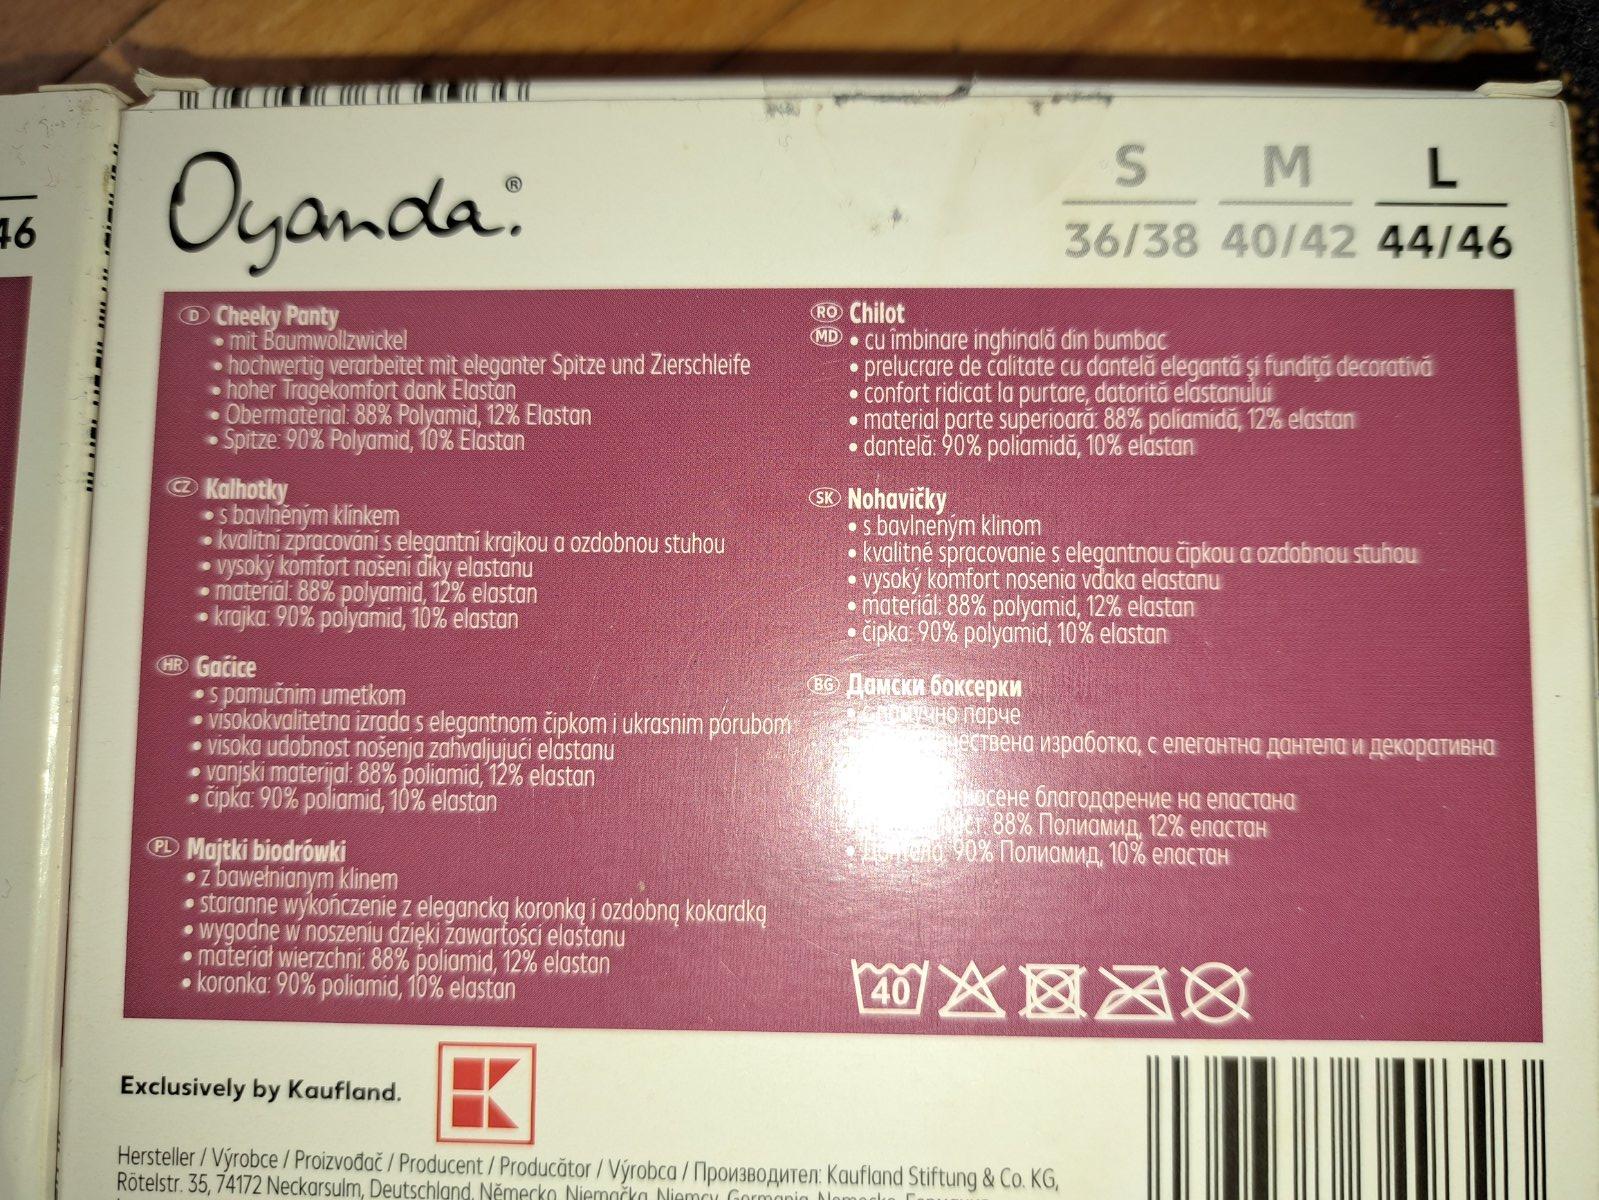 Oyanda.®
S M L
36/38 40/42 44/46
46
D Cheeky Panty
• mit Baumwollzwickel
• hochwertig verarbeitet mit eleganter Spitze und Zierschleife
• hoher Tragekomfort dank Elastan
• Obermaterial: 88% Polyamid, 12% Elastan
• Spitze: 90% Polyamid, 10% Elastan
CZ Kalhotky
• s bavlněným klínkem
• kvalitní zpracování s elegantní krajkou a ozdobnou stuhou
• vysoký komfort nošení díky elastanu
• materiál: 88% polyamid, 12% elastan
• krajka: 90% polyamid, 10% elastan
HR Gaćice
• s pamučnim umetkom
• visokokvalitetna izrada s elegantnom čipkom i ukrasnim porubom
• visoka udobnost nošenja zahvaljujući elastanu
• vanjski materijal: 88% poliamid, 12% elastan
• čipka: 90% poliamid, 10% elastan
PL Majtki biodrówki
• z bawełnianym klinem
• staranne wykończenie z elegancką koronką i ozdobną kokardką
• wygodne w noszeniu dzięki zawartości elastanu
• materiał wierzchni: 88% poliamid, 12% elastan
• koronka: 90% poliamid, 10% elastan
RO MD Chilot
• cu îmbinare inghinală din bumbac
• prelucrare de calitate cu dantelă elegantă şi fundiţă decorativă
• confort ridicat la purtare, datorită elastanului
• material parte superioară: 88% poliamidă, 12% elastan
• dantelă: 90% poliamidă, 10% elastan
SK Nohavičky
• s bavlneným klinom
• kvalitné spracovanie s elegantnou čipkou a ozdobnou stuhou
• vysoký komfort nosenia vďaka elastanu
• materiál: 88% polyamid, 12% elastan
• čipka: 90% polyamid, 10% elastan
BG Дамски боксерки
парче
изработка, с елегантна дантела и декоративна
носене благодарение на еластана
88% Полиамид, 12% еластан
• Дантела: 90% Полиамид, 10% еластан
40
Exclusively by Kaufland.
Hersteller / Výrobce / Proizvođač / Producent / Producător / Výrobca / Производител: Kaufland Stiftung & Co. KG,
Rötelstr. 35, 74172 Neckarsulm, Deutschland, Německo, Njemačka, Niemcy, Germania, Nemecko, Германия